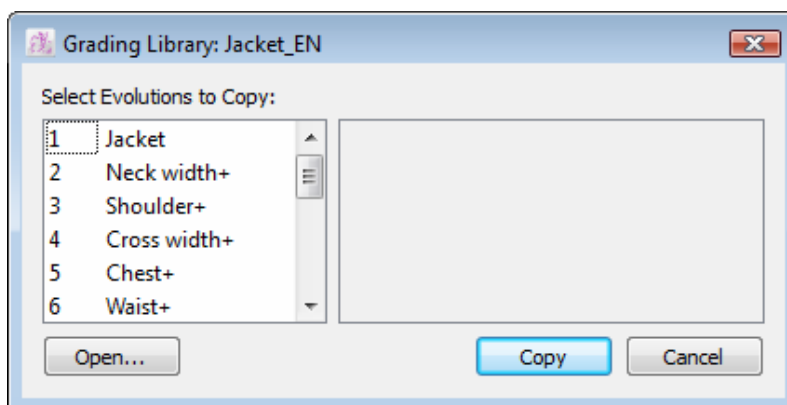 Grading Library: Jacket_EN
Select Evolutions to Copy:
1 Jacket
2 Neck width+
3 Shoulder+
4 Cross width+
5 Chest+
6 Waist+
Open... Copy Cancel